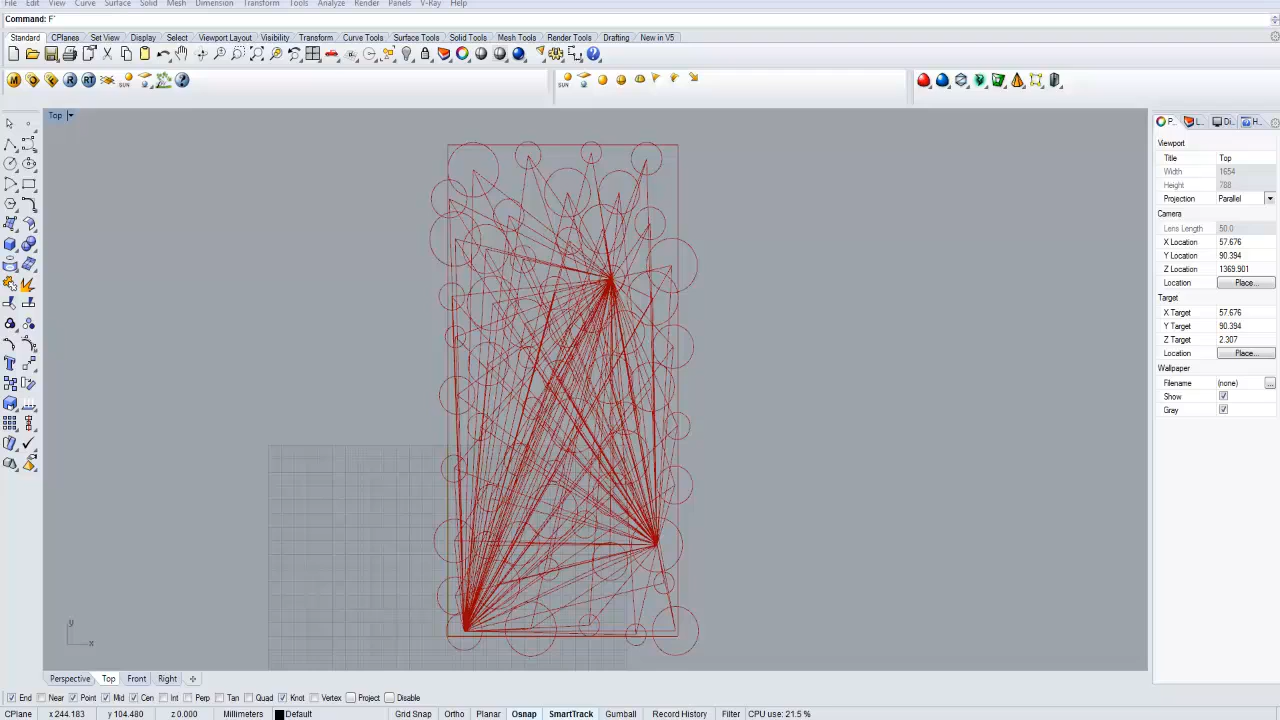 File Edit View Curve Surface Solid Mesh Dimension Transform Tools Analyze Render Panels V-Ray Help
Command: F`
Standard CPlanes Set View Display Select Viewport Layout Visibility Transform Curve Tools Surface Tools Solid Tools Mesh Tools Render Tools Drafting New in V5
M R RT SUN SUN
Top
P... L... Di... H...
Viewport
Title Top
Width 1654
Height 788
Projection Parallel
Camera
Lens Length 50.0
X Location 57.676
Y Location 90.394
Z Location 1369.901
Location Place...
Target
X Target 57.676
Y Target 90.394
Z Target 2.307
Location Place...
Wallpaper
Filename (none) ...
Show
Gray
y
x
Perspective Top Front Right
End Near Point Mid Cen Int Perp Tan Quad Knot Vertex Project Disable
CPlane x 244.183 y 104.480 z 0.000 Millimeters Default Grid Snap Ortho Planar Osnap SmartTrack Gumball Record History Filter CPU use: 21.5 %